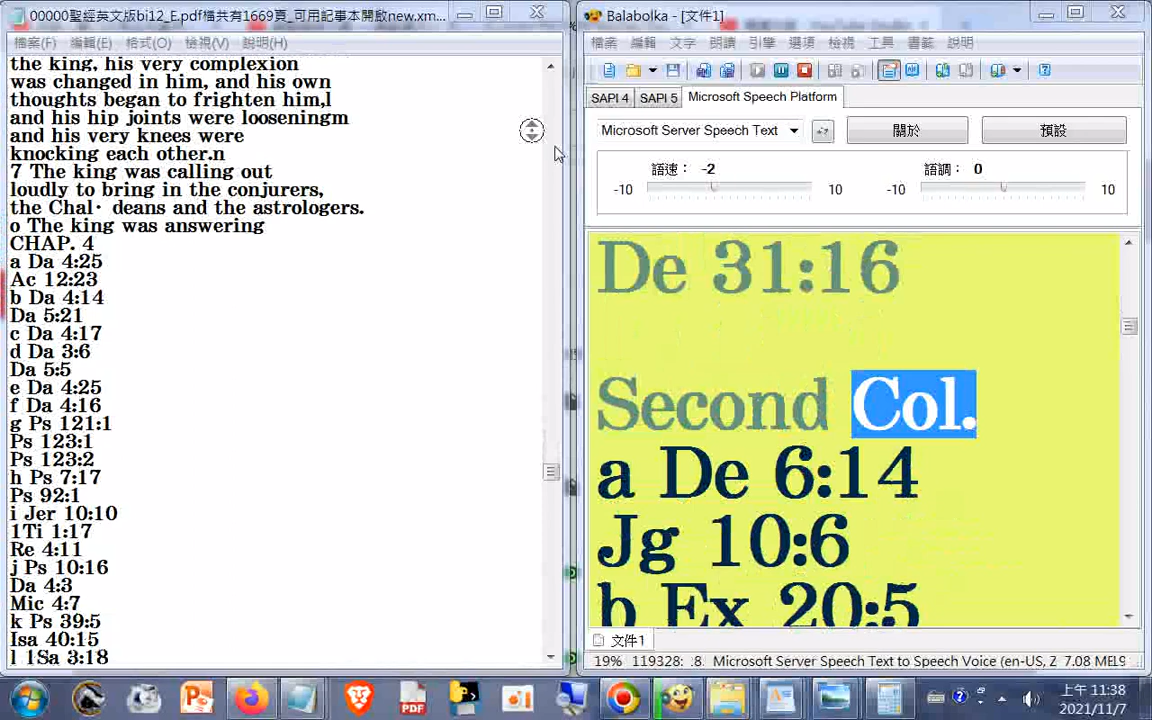 00000聖經英文版bi12_E.pdf檔共有1669頁_可用記事本開啟new.xm...
檔案(F) 編輯(E) 格式(O) 檢視(V) 說明(H)
the king, his very complexion
was changed in him, and his own
thoughts began to frighten him,l
and his hip joints were looseningm
and his very knees were
knocking each other.n
7 The king was calling out
loudly to bring in the conjurers,
the Chal· deans and the astrologers.
o The king was answering
CHAP. 4
a Da 4:25
Ac 12:23
b Da 4:14
Da 5:21
c Da 4:17
d Da 3:6
Da 5:5
e Da 4:25
f Da 4:16
g Ps 121:1
Ps 123:1
Ps 123:2
h Ps 7:17
Ps 92:1
i Jer 10:10
1Ti 1:17
Re 4:11
j Ps 10:16
Da 4:3
Mic 4:7
k Ps 39:5
Isa 40:15
l 1Sa 3:18
Balabolka - [文件1]
檔案 編輯 文字 朗讀 引擎 選項 檢視 工具 書籤 說明
SAPI 4 SAPI 5 Microsoft Speech Platform
Microsoft Server Speech Text 關於 預設
語速： -2 語調： 0
-10 10 -10 10
De 31:16
Second Col.
a De 6:14
Jg 10:6
b Ex 20:5
文件1
19% 119328: .8. Microsoft Server Speech Text to Speech Voice (en-US, Z 7.08 MEL9
上午 11:38
2021/11/7